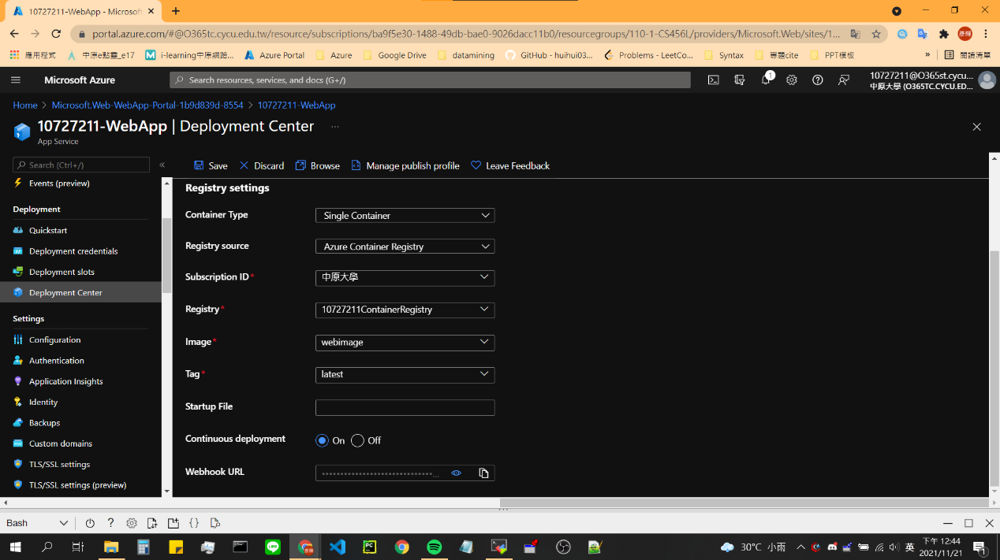 10727211-WebApp - Microsoft
portal.azure.com/#@O365tc.cycu.edu.tw/resource/subscriptions/ba9f5e30-1488-49db-bae0-9026dacc11b0/resourcegroups/110-1-CS456L/providers/Microsoft.Web/sites/1...
應用程式 中原e點靈_e17 i-learning中原網路... Azure Portal Azure Google Drive datamining GitHub - huihui03... Problems - LeetCo... Syntax 專題cite PPT模板 » 閱讀清單
Microsoft Azure
Search resources, services, and docs (G+/)
1
10727211@O365st.cycu...
中原大學 (O365TC.CYCU.ED...
Home > Microsoft.Web-WebApp-Portal-1b9d839d-8554 > 10727211-WebApp
10727211-WebApp | Deployment Center ...
App Service
Search (Ctrl+/) «
Save Discard Browse Manage publish profile Leave Feedback
Events (preview)
Deployment
Quickstart
Deployment credentials
Deployment slots
Deployment Center
Settings
Configuration
Authentication
Application Insights
Identity
Backups
Custom domains
TLS/SSL settings
TLS/SSL settings (preview)
Registry settings
Container Type Single Container
Registry source Azure Container Registry
Subscription ID* 中原大學
Registry* 10727211ContainerRegistry
Image* webimage
Tag* latest
Startup File
Continuous deployment On Off
Webhook URL ...
Bash ? {}
30°C 小雨 英 下午 12:44
2021/11/21 1